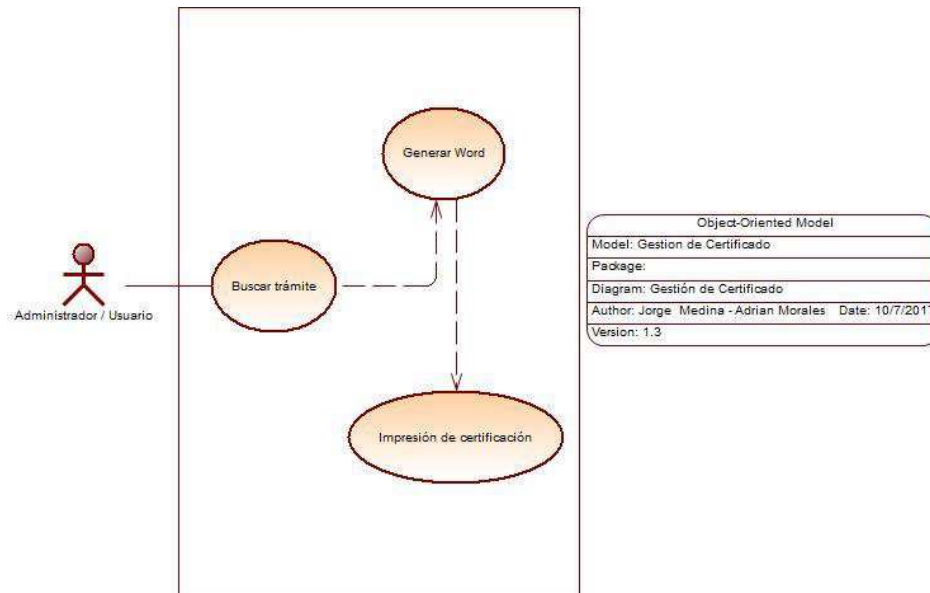 Generar Word
Buscar trámite
Administrador / Usuario
Impresión de certificación
Object-Oriented Model
Model: Gestion de Certificado
Package:
Diagram: Gestión de Certificado
Author: Jorge Medina - Adrian Morales Date: 10/7/2017
Version: 1.3